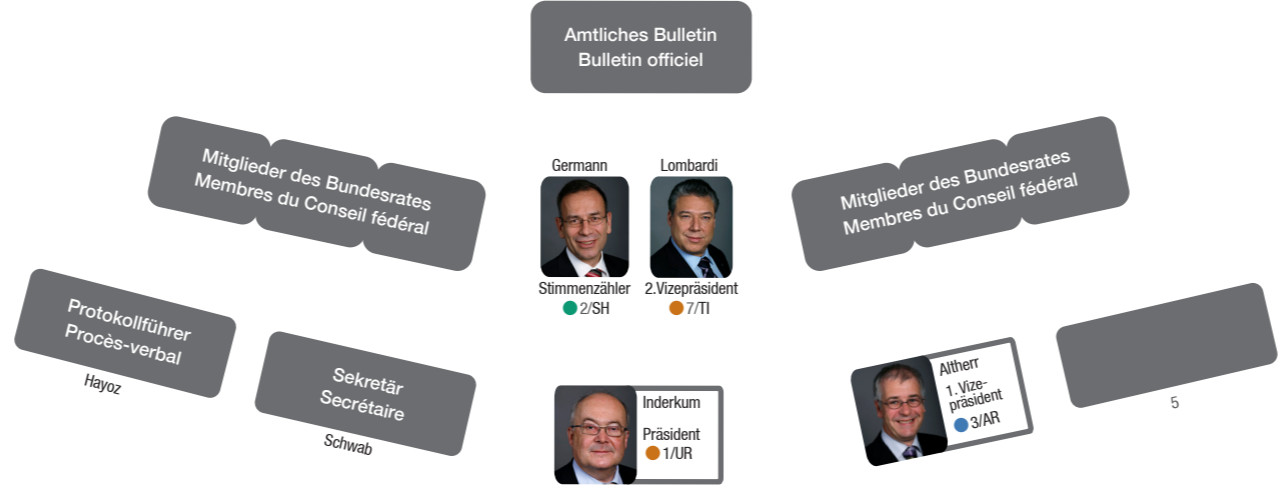 Amtliches Bulletin
Bulletin officiel
Mitglieder des Bundesrates
Membres du Conseil fédéral
Germann
Stimmenzähler
2/SH
Lombardi
2.Vizepräsident
7/TI
Mitglieder des Bundesrates
Membres du Conseil fédéral
Protokollführer
Procès-verbal
Hayoz
Sekretär
Secrétaire
Schwab
Inderkum
Präsident
1/UR
Altherr
1. Vize-
präsident
3/AR
5